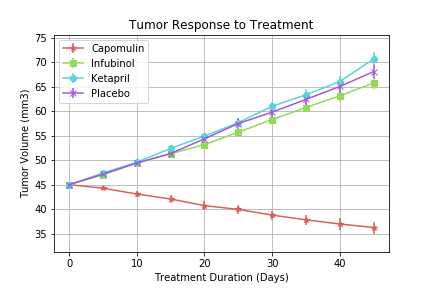 Tumor Response to Treatment
Capomulin
Infubinol
Ketapril
Placebo
Tumor Volume (mm3)
75
70
65
60
55
50
45
40
35
0 10 20 30 40
Treatment Duration (Days)